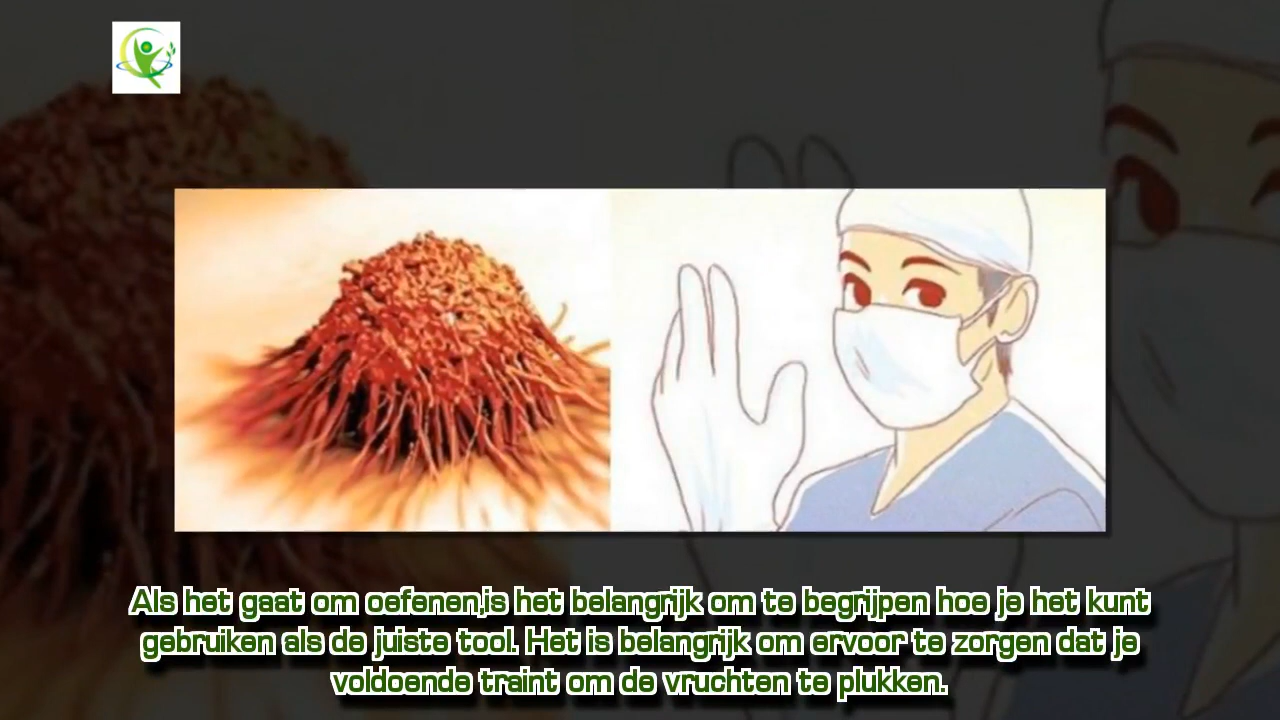 Als het gaat om oefenen,is het belangrijk om te begrijpen hoe je het kunt
gebruiken als de juiste tool. Het is belangrijk om ervoor te zorgen dat je
voldoende traint om de vruchten te plukken.